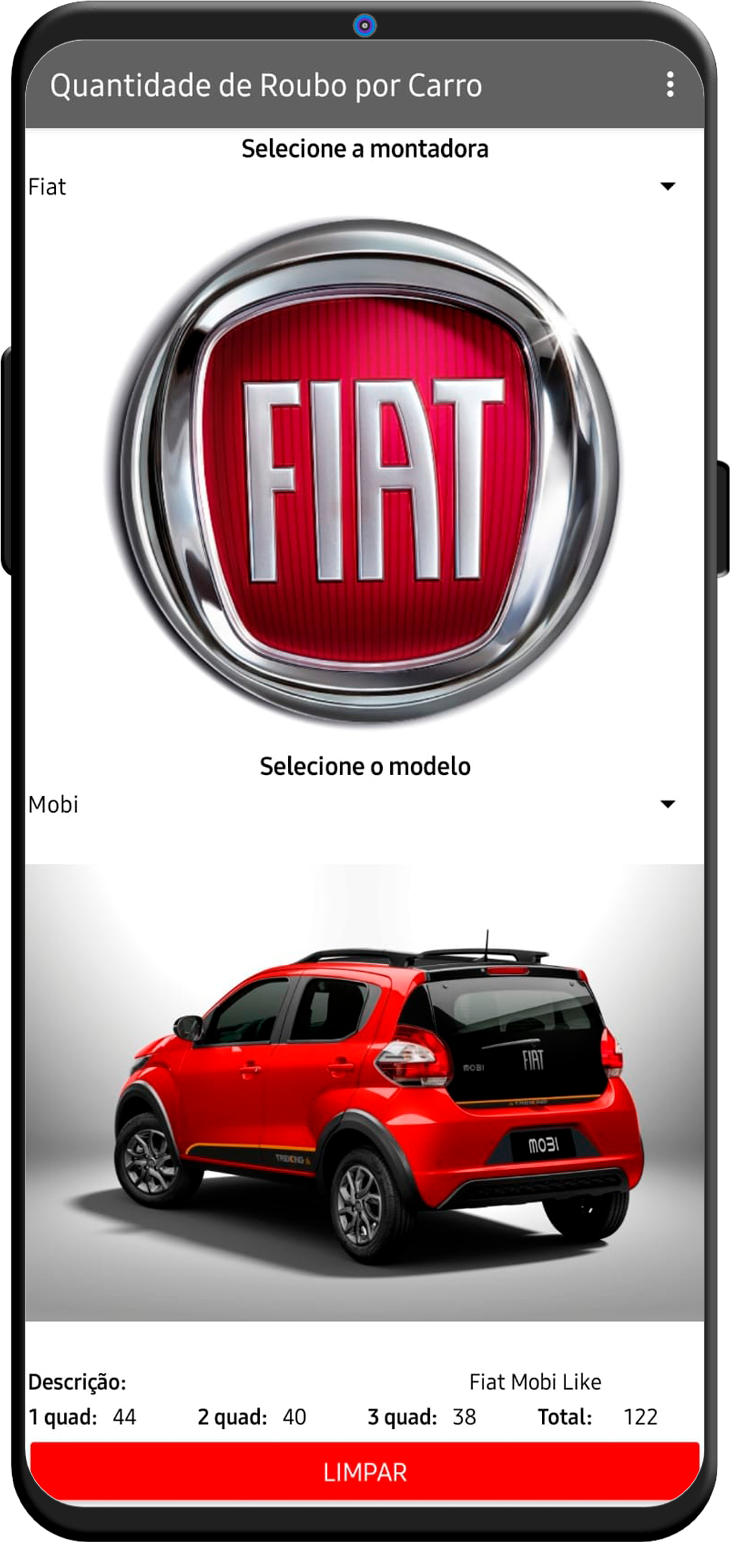 Quantidade de Roubo por Carro
Selecione a montadora
Fiat
FIAT
Selecione o modelo
Mobi
MOBI FIAT
TREKKING
MOBI
TREKKING
Descrição: Fiat Mobi Like
1 quad: 44 2 quad: 40 3 quad: 38 Total: 122
LIMPAR